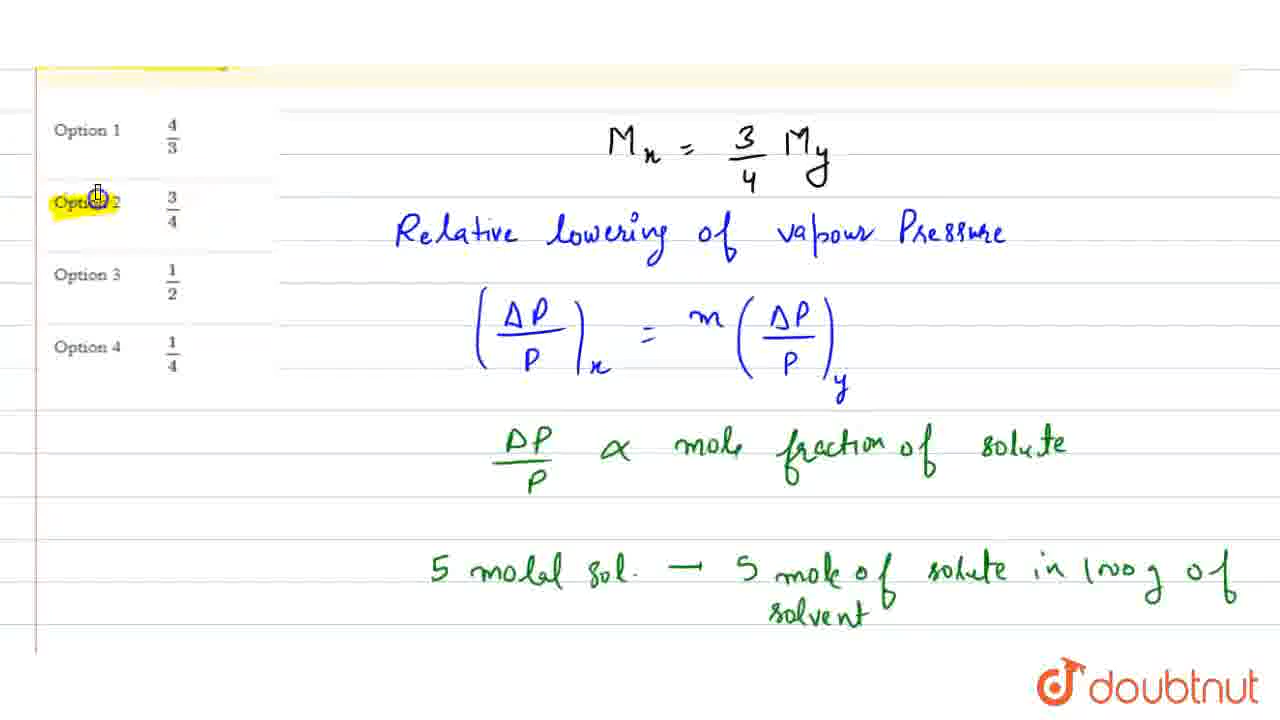 Option 1 4/3
Option 2 3/4
Option 3 1/2
Option 4 1/4
Mx = 3/4 My
Relative lowering of vapour Pressure
(ΔP/P)x = m (ΔP/P)y
ΔP/P ∝ mole fraction of solute
5 molal sol. → 5 mole of solute in 1000 g of
solvent
doubtnut